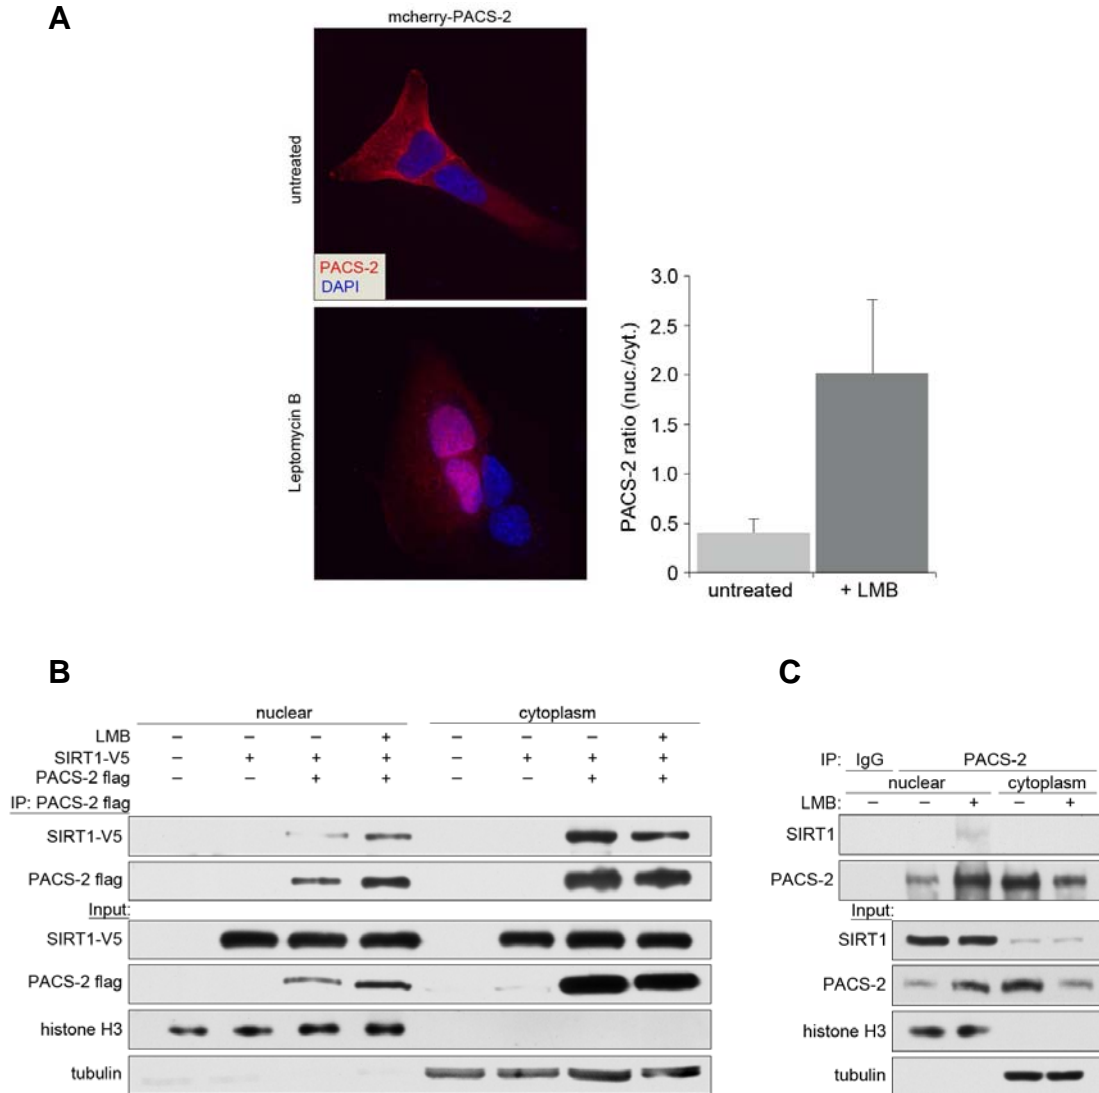 A
mcherry-PACS-2
untreated
PACS-2
DAPI
Leptomycin B
PACS-2 ratio (nuc./cyt.)
3.0
2.5
2.0
1.5
1.0
0.5
0
untreated + LMB
B
nuclear cytoplasm
LMB – – – + – – – +
SIRT1-V5 – + + + – + + +
PACS-2 flag – – + + – – + +
IP: PACS-2 flag
SIRT1-V5
PACS-2 flag
Input:
SIRT1-V5
PACS-2 flag
histone H3
tubulin
C
IP: IgG PACS-2
nuclear cytoplasm
LMB: – – + – +
SIRT1
PACS-2
Input:
SIRT1
PACS-2
histone H3
tubulin